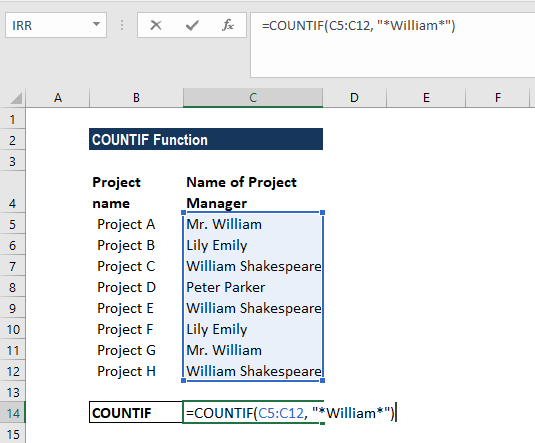 IRR fx =COUNTIF(C5:C12, "*William*")
A B C D E F
1
2 COUNTIF Function
3
Project Name of Project
4 name Manager
5 Project A Mr. William
6 Project B Lily Emily
7 Project C William Shakespeare
8 Project D Peter Parker
9 Project E William Shakespeare
10 Project F Lily Emily
11 Project G Mr. William
12 Project H William Shakespeare
13
14 COUNTIF =COUNTIF(C5:C12, "*William*")
15